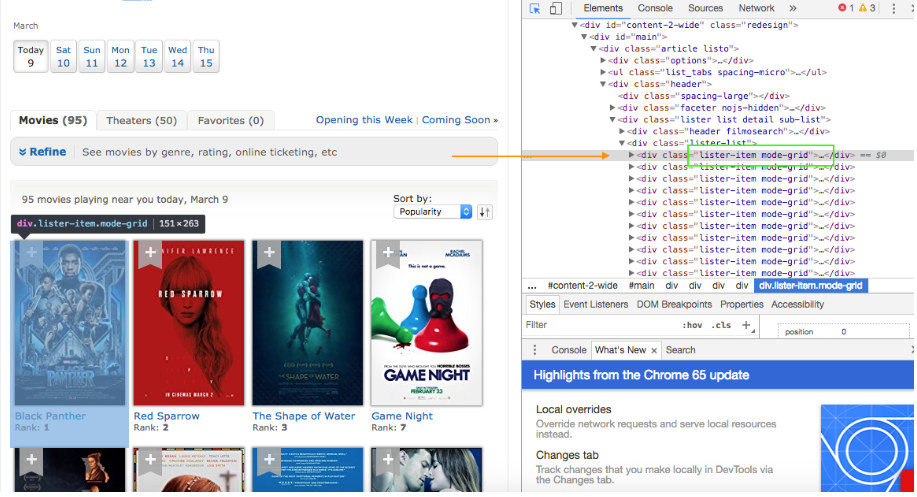 March
Today
9
Sat
10
Sun
11
Mon
12
Tue
13
Wed
14
Thu
15
Movies (95)
Theaters (50)
Favorites (0)
Opening this Week | Coming Soon »
Refine
See movies by genre, rating, online ticketing, etc
95 movies playing near you today, March 9
Sort by:
Popularity
div.lister-item.mode-grid | 151×263
PANTHER
Black Panther
Rank: 1
JENNIFER LAWRENCE
RED SPARROW
IN CINEMAS MARCH 2
Red Sparrow
Rank: 2
THE SHAPE OF WATER
The Shape of Water
Rank: 3
RACHEL
McADAMS
This is not a game.
FROM THE GUYS WHO BROUGHT YOU HORRIBLE BOSSES
GAME NIGHT
FEBRUARY 23
Game Night
Rank: 7
Elements Console Sources Network » 1 3
▼<div id="content-2-wide" class="redesign">
▼<div id="main">
▼<div class="article listo">
▶<div class="options">…</div>
▶<ul class="list_tabs spacing-micro">…</ul>
▼<div class="header">
<div class="spacing-large"></div>
▶<div class="faceter nojs-hidden">…</div>
▼<div class="lister list detail sub-list">
▶<div class="header filmosearch">…</div>
▼<div class="lister-list">
▶<div class="lister-item mode-grid">…</div> == $0
▶<div class="lister-item mode-grid">…</div>
▶<div class="lister-item mode-grid">…</div>
▶<div class="lister-item mode-grid">…</div>
▶<div class="lister-item mode-grid">…</div>
▶<div class="lister-item mode-grid">…</div>
▶<div class="lister-item mode-grid">…</div>
▶<div class="lister-item mode-grid">…</div>
▶<div class="lister-item mode-grid">…</div>
▶<div class="lister-item mode-grid">…</div>
... #content-2-wide #main div div div div div.lister-item.mode-grid
Styles Event Listeners DOM Breakpoints Properties Accessibility
Filter :hov .cls +
position 0
Console What's New × Search
Highlights from the Chrome 65 update
Local overrides
Override network requests and serve local resources
instead.
Changes tab
Track changes that you make locally in DevTools via
the Changes tab.